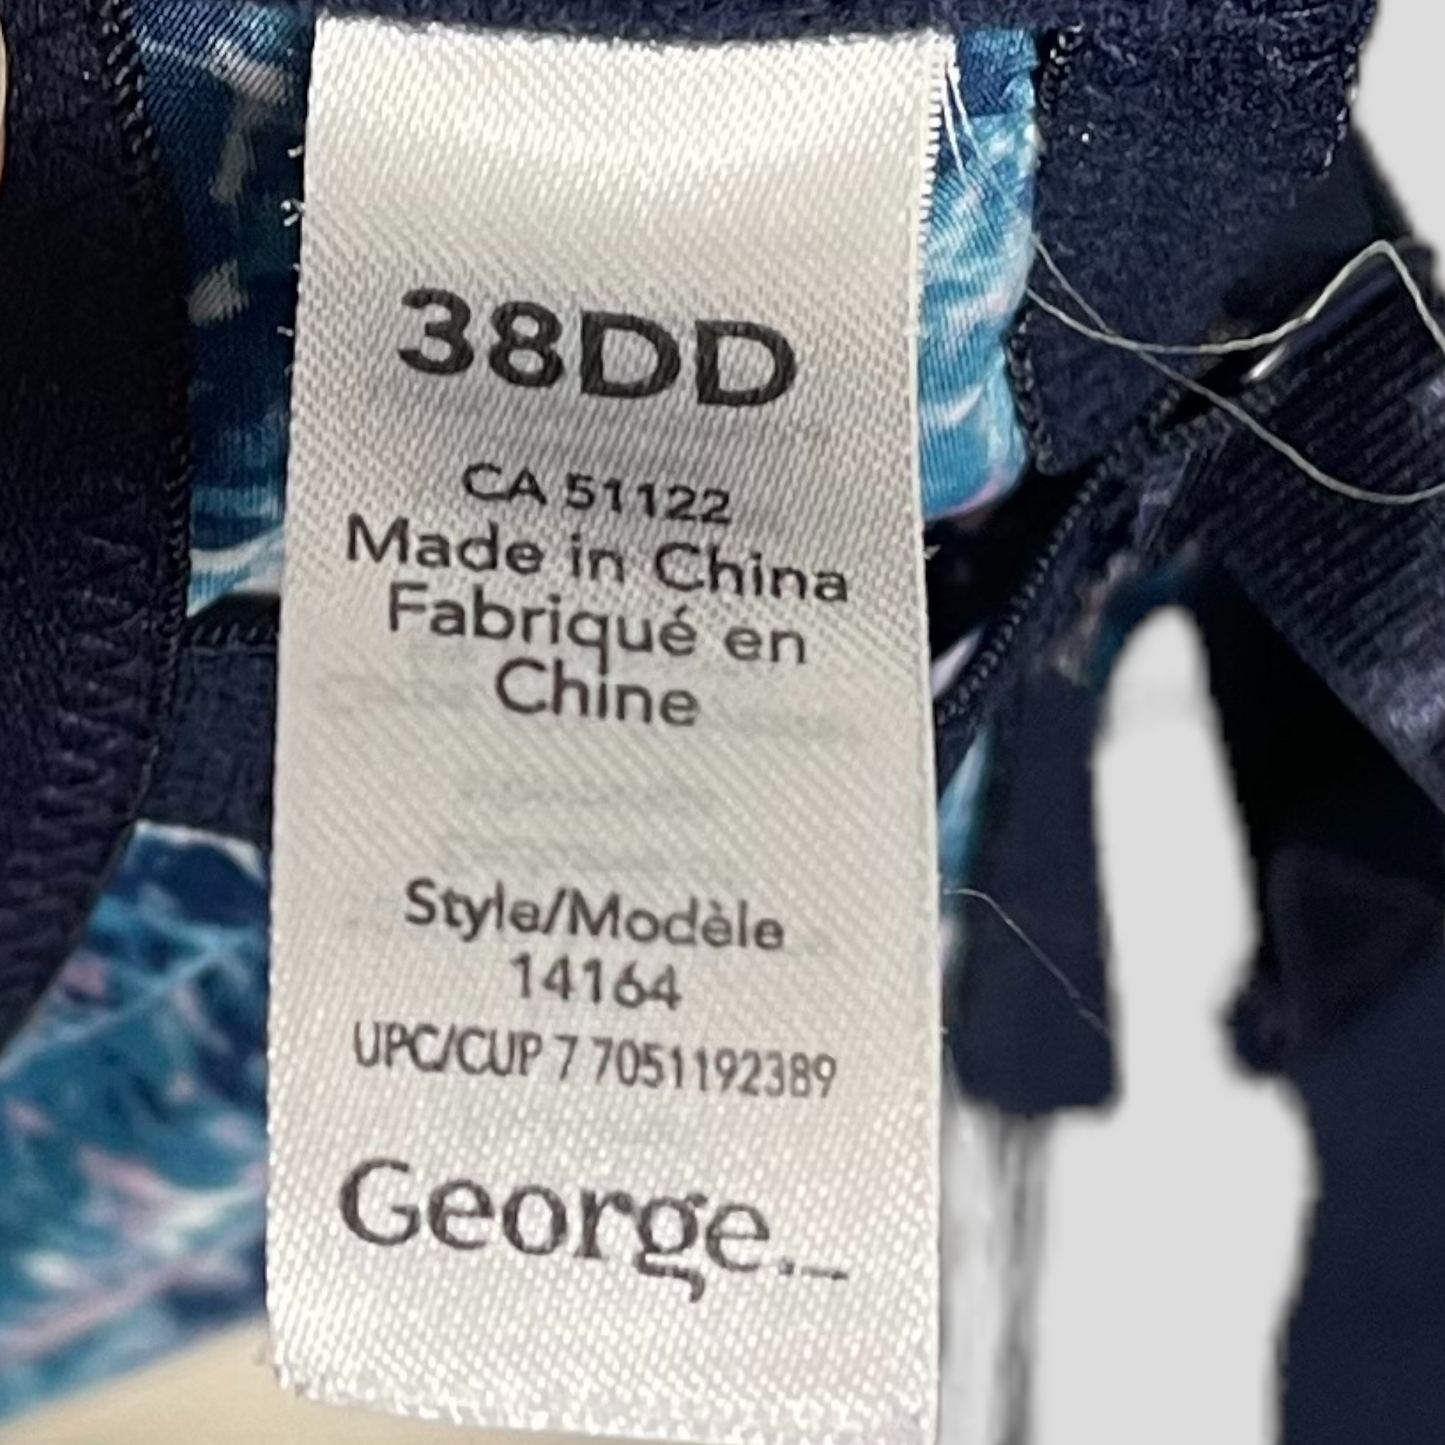 38DD
CA 51122
Made in China
Fabriqué en
Chine
Style/Modèle
14164
UPC/CUP 7 7051192389
George._